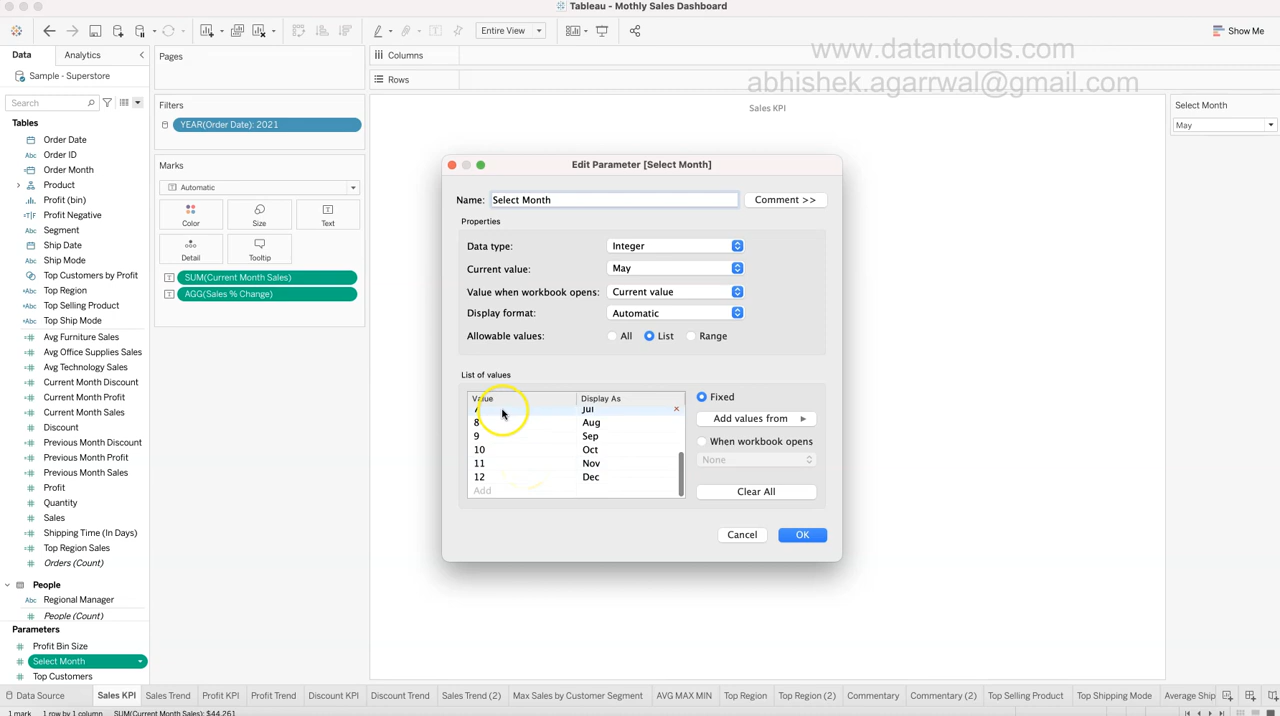 Tableau - Mothly Sales Dashboard
Entire View
Show Me
www.datantools.com
abhishek.agarrwal@gmail.com
Data
Analytics
Sample - Superstore
Search
Tables
Order Date
Abc Order ID
Order Month
Product
Profit (bin)
=T|F Profit Negative
Abc Segment
Ship Date
Abc Ship Mode
Top Customers by Profit
=Abc Top Region
=Abc Top Selling Product
=Abc Top Ship Mode
Avg Furniture Sales
Avg Office Supplies Sales
Avg Technology Sales
Current Month Discount
Current Month Profit
Current Month Sales
Discount
Previous Month Discount
Previous Month Profit
Previous Month Sales
Profit
Quantity
Sales
Shipping Time (In Days)
Top Region Sales
Orders (Count)
People
Abc Regional Manager
People (Count)
Parameters
Profit Bin Size
Select Month
Top Customers
Pages
Filters
YEAR(Order Date): 2021
Marks
Automatic
Color
Size
Text
Detail
Tooltip
SUM(Current Month Sales)
AGG(Sales % Change)
Columns
Rows
Sales KPI
Select Month
May
Edit Parameter [Select Month]
Name: Select Month
Comment >>
Properties
Data type: Integer
Current value: May
Value when workbook opens: Current value
Display format: Automatic
Allowable values: All List Range
List of values
Value Display As
7 Jul
8 Aug
9 Sep
10 Oct
11 Nov
12 Dec
Add
Fixed
Add values from
When workbook opens
None
Clear All
Cancel
OK
Data Source Sales KPI Sales Trend Profit KPI Profit Trend Discount KPI Discount Trend Sales Trend (2) Max Sales by Customer Segment AVG MAX MIN Top Region Top Region (2) Commentary Commentary (2) Top Selling Product Top Shipping Mode Average Ship
1 mark 1 row by 1 column SUM(Current Month Sales): $44,261